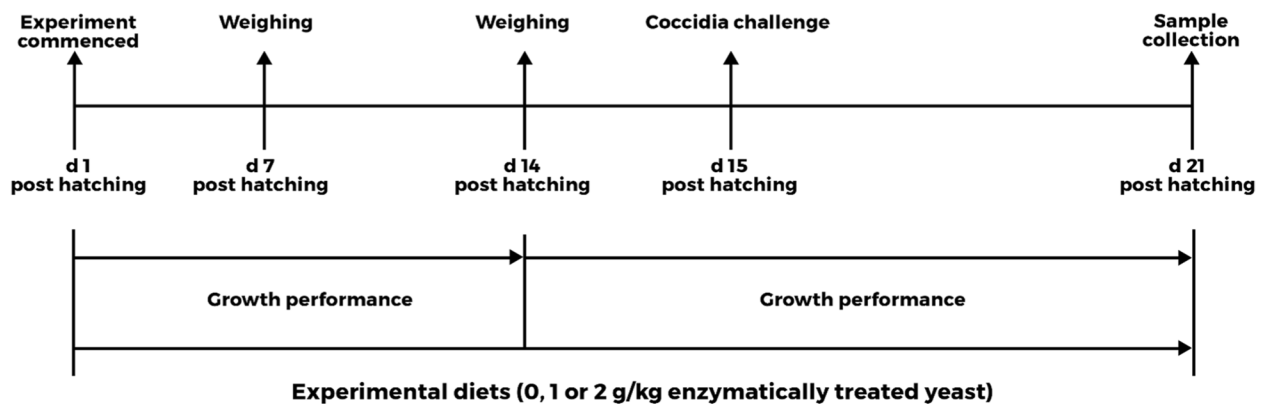 Experiment
commenced
Weighing
Weighing
Coccidia challenge
Sample
collection
d 1
post hatching
d 7
post hatching
d 14
post hatching
d 15
post hatching
d 21
post hatching
Growth performance
Growth performance
Experimental diets (0, 1 or 2 g/kg enzymatically treated yeast)